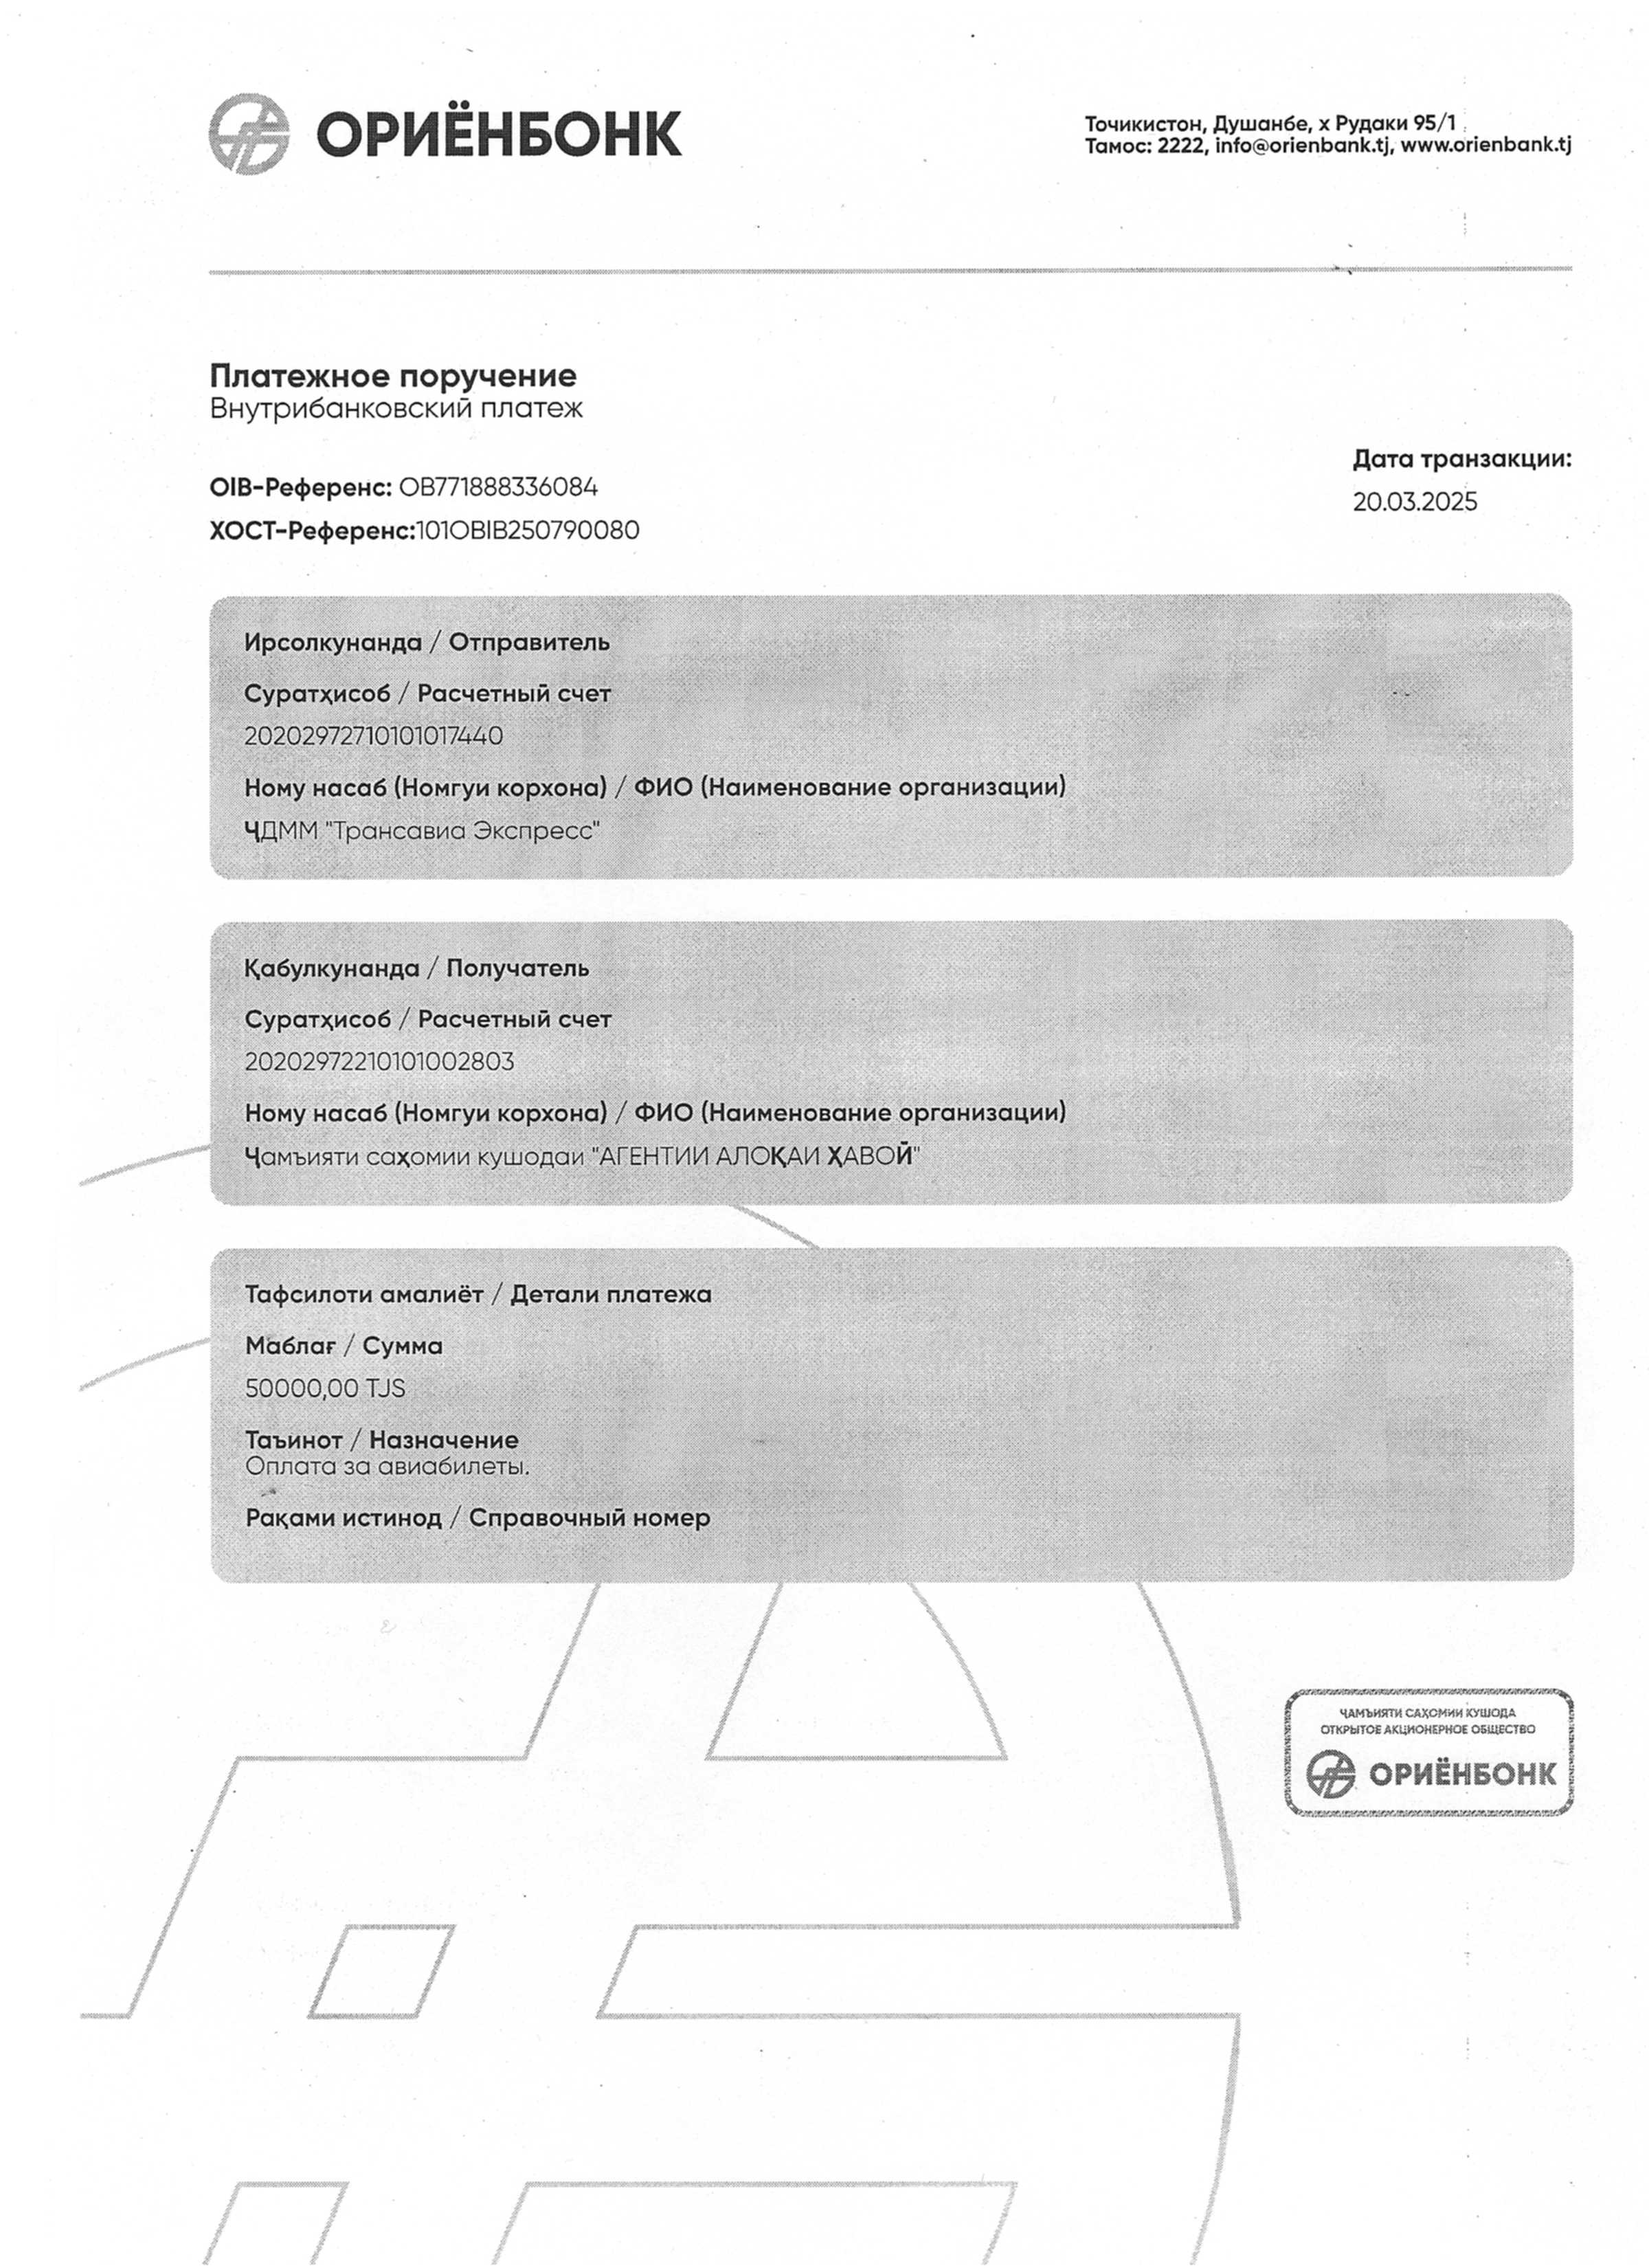 ОРИЁНБОНК
Точикистон, Душанбе, х Рудаки 95/1
Тамос: 2222, info@orienbank.tj, www.orienbank.tj
Платежное поручение
Внутрибанковский платеж
OIB-Референс: OB771888336084
ХОСТ-Референс:101OBIB250790080
Дата транзакции:
20.03.2025
Ирсолкунанда / Отправитель
Суратҳисоб / Расчетный счет
20202972710101017440
Ному насаб (Номгуи корхона) / ФИО (Наименование организации)
ҶДММ "Трансавиа Экспресс"
Қабулкунанда / Получатель
Суратҳисоб / Расчетный счет
20202972210101002803
Ному насаб (Номгуи корхона) / ФИО (Наименование организации)
Ҷамъияти саҳомии кушодаи "АГЕНТИИ АЛОҚАИ ҲАВОӢ"
Тафсилоти амалиёт / Детали платежа
Маблағ / Сумма
50000,00 TJS
Таъинот / Назначение
Оплата за авиабилеты.
Рақами истинод / Справочный номер
ҶАМЪИЯТИ САҲОМИИ КУШОДА
ОТКРЫТОЕ АКЦИОНЕРНОЕ ОБЩЕСТВО
ОРИЁНБОНК